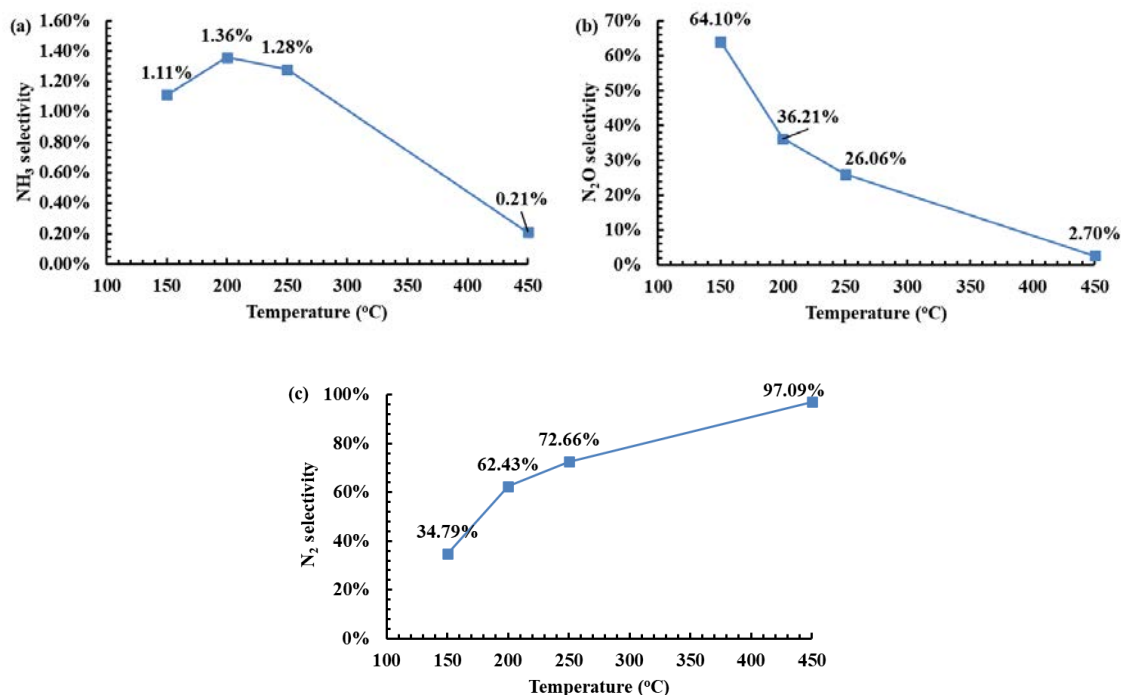 (a)
1.60%
1.40%
1.20%
1.00%
0.80%
0.60%
0.40%
0.20%
0.00%
NH₃ selectivity
1.11%
1.36%
1.28%
0.21%
100 150 200 250 300 350 400 450
Temperature (°C)
(b)
70%
60%
50%
40%
30%
20%
10%
0%
N₂O selectivity
64.10%
36.21%
26.06%
2.70%
100 150 200 250 300 350 400 450
Temperature (°C)
(c)
100%
80%
60%
40%
20%
0%
N₂ selectivity
34.79%
62.43%
72.66%
97.09%
100 150 200 250 300 350 400 450
Temperature (°C)